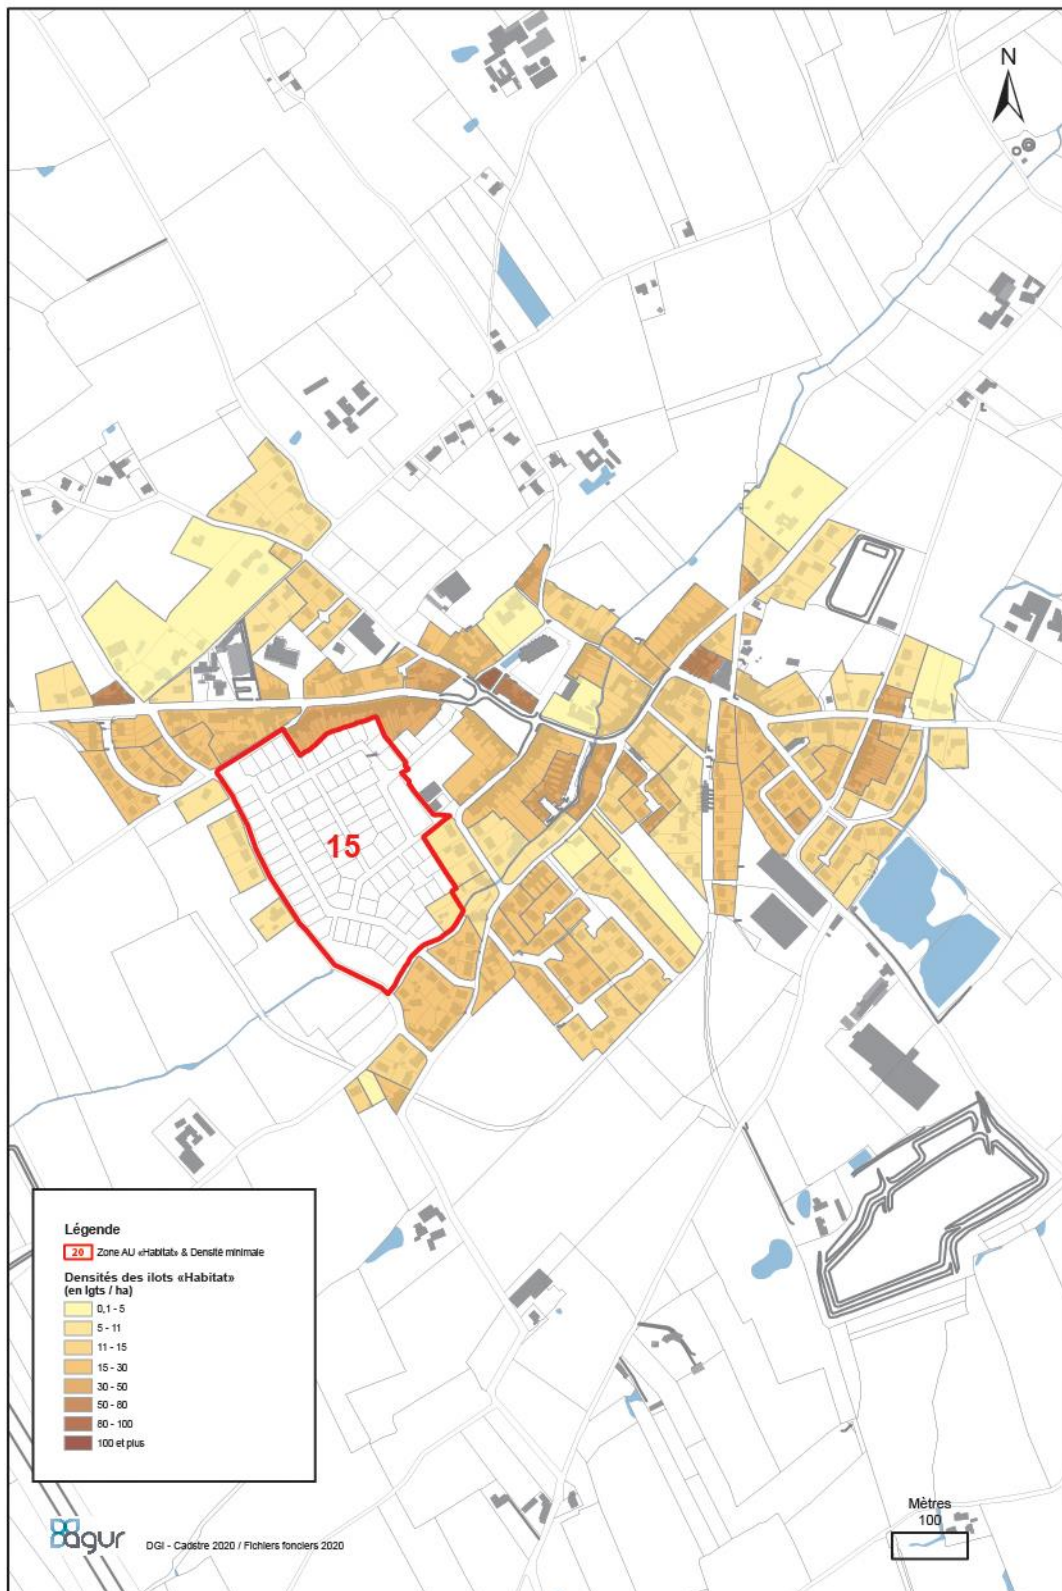 N
15
Légende
20 Zone AU «Habitat» & Densité minimale
Densités des ilots «Habitat»
(en lgts / ha)
0,1 - 5
5 - 11
11 - 15
15 - 30
30 - 50
50 - 80
80 - 100
100 et plus
Mètres
100
agur
DGI - Cadstre 2020 / Fichiers fonciers 2020